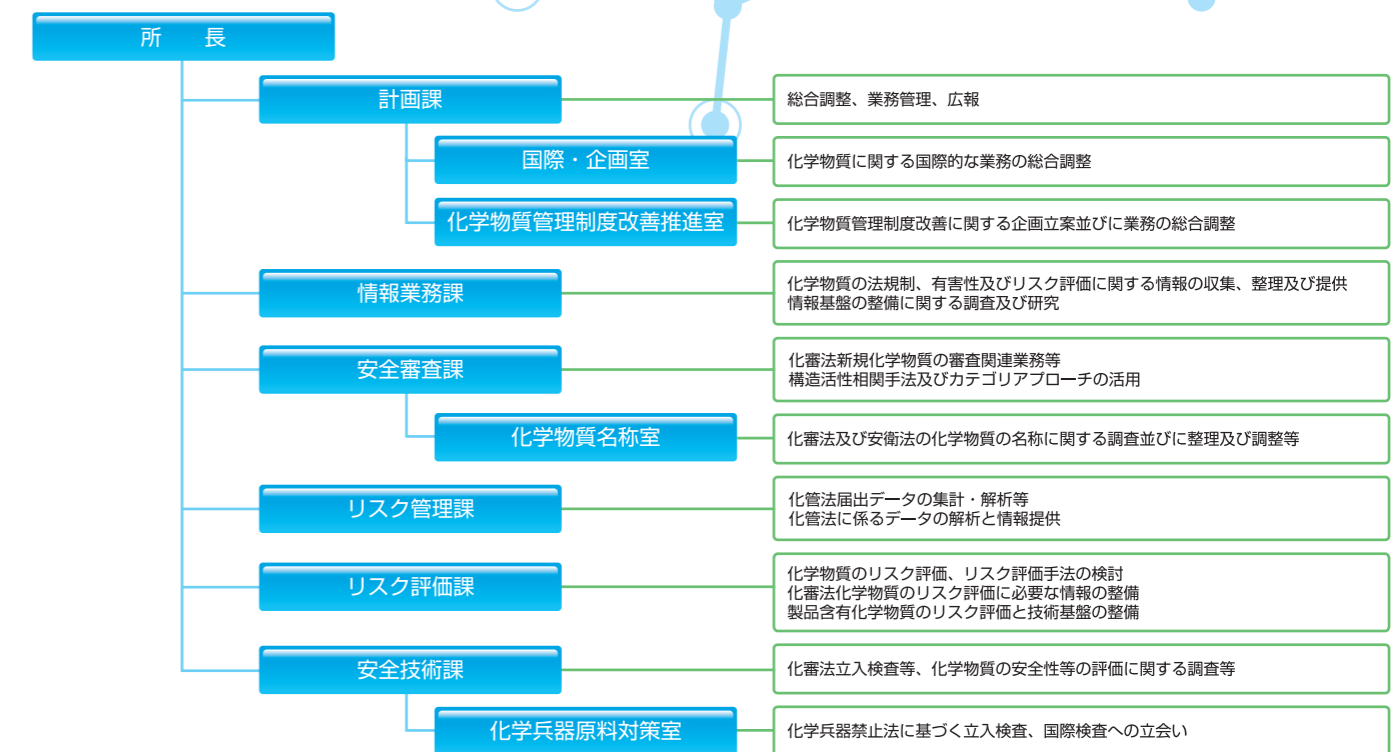 所　長
計画課
総合調整、業務管理、広報
国際・企画室
化学物質に関する国際的な業務の総合調整
化学物質管理制度改善推進室
化学物質管理制度改善に関する企画立案並びに業務の総合調整
情報業務課
化学物質の法規制、有害性及びリスク評価に関する情報の収集、整理及び提供
情報基盤の整備に関する調査及び研究
安全審査課
化審法新規化学物質の審査関連業務等
構造活性相関手法及びカテゴリアプローチの活用
化学物質名称室
化審法及び安衛法の化学物質の名称に関する調査並びに整理及び調整等
リスク管理課
化管法届出データの集計・解析等
化管法に係るデータの解析と情報提供
リスク評価課
化学物質のリスク評価、リスク評価手法の検討
化審法化学物質のリスク評価に必要な情報の整備
製品含有化学物質のリスク評価と技術基盤の整備
安全技術課
化審法立入検査等、化学物質の安全性等の評価に関する調査等
化学兵器原料対策室
化学兵器禁止法に基づく立入検査、国際検査への立会い